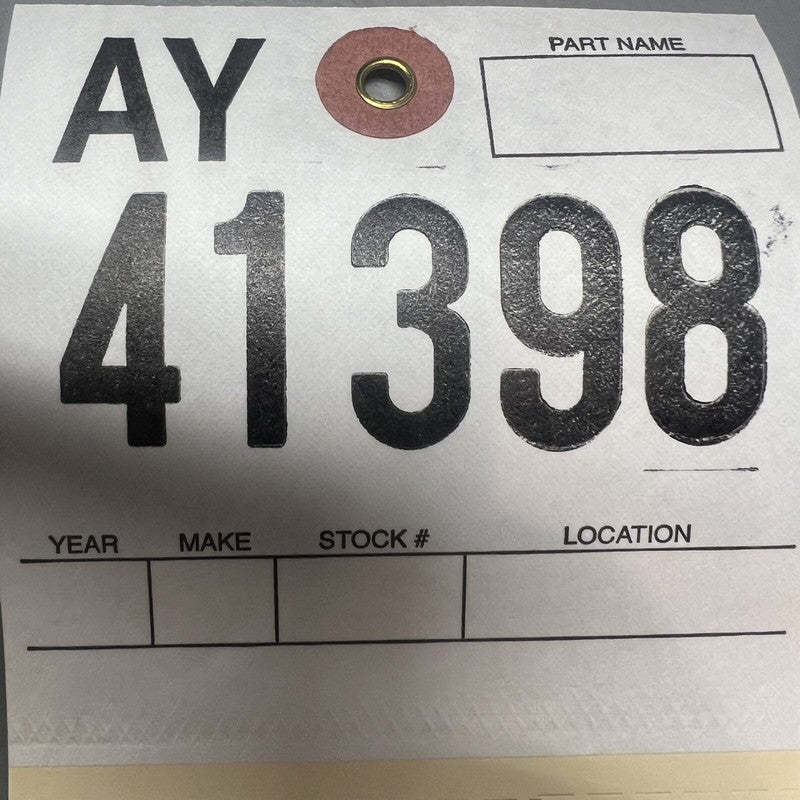 AY
PART NAME
41398
YEAR MAKE STOCK # LOCATION